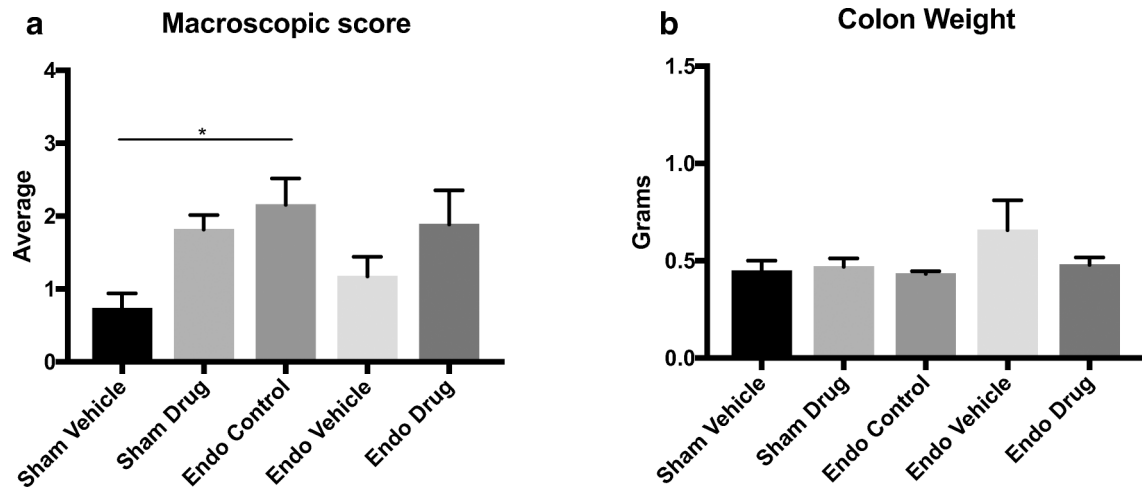 a
Macroscopic score
Average
4
3
2
1
0
*
Sham Vehicle
Sham Drug
Endo Control
Endo Vehicle
Endo Drug
b
Colon Weight
Grams
1.5
1.0
0.5
0.0
Sham Vehicle
Sham Drug
Endo Control
Endo Vehicle
Endo Drug